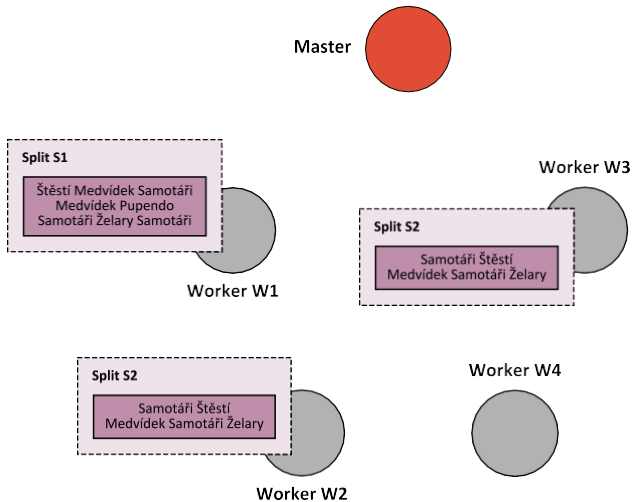 Master
Split S1
Štěstí Medvídek Samotáři
Medvídek Pupendo
Samotáři Želary Samotáři
Worker W1
Worker W3
Split S2
Samotáři Štěstí
Medvídek Samotáři Želary
Split S2
Samotáři Štěstí
Medvídek Samotáři Želary
Worker W2
Worker W4